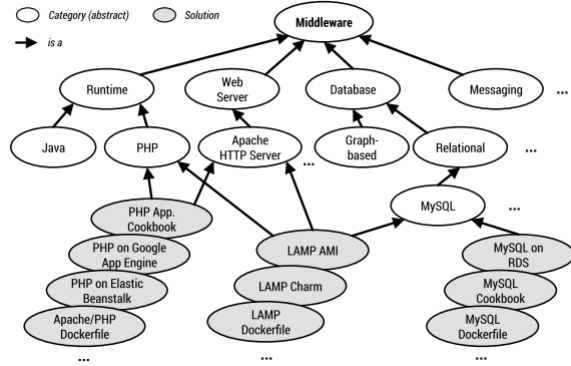 Category (abstract)
Solution
is a
Middleware
Runtime
Web
Server
Database
Messaging
...
Java
PHP
Apache
HTTP Server
...
Graph-
based
Relational
...
MySQL
...
PHP App.
Cookbook
PHP on Google
App Engine
PHP on Elastic
Beanstalk
Apache/PHP
Dockerfile
...
LAMP AMI
LAMP Charm
LAMP
Dockerfile
...
MySQL on
RDS
MySQL
Cookbook
MySQL
Dockerfile
...